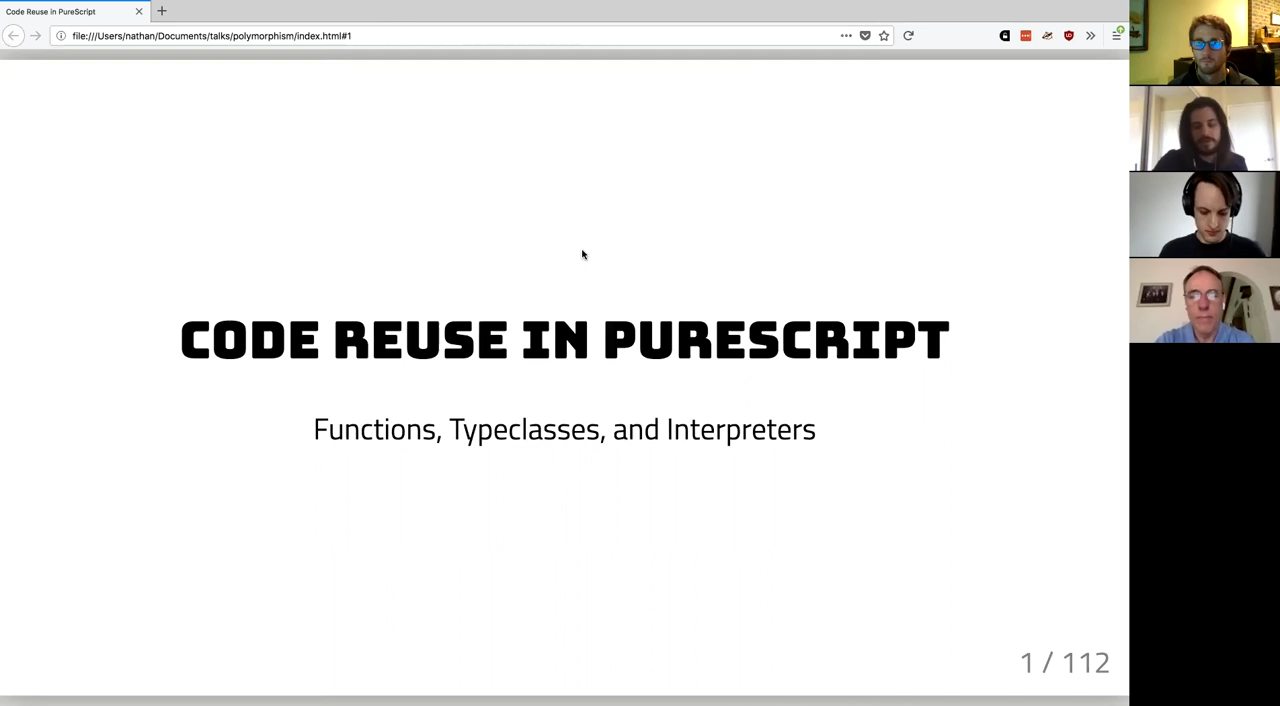 Code Reuse in PureScript
file:///Users/nathan/Documents/talks/polymorphism/index.html#1
CODE REUSE IN PURESCRIPT
Functions, Typeclasses, and Interpreters
1 / 112